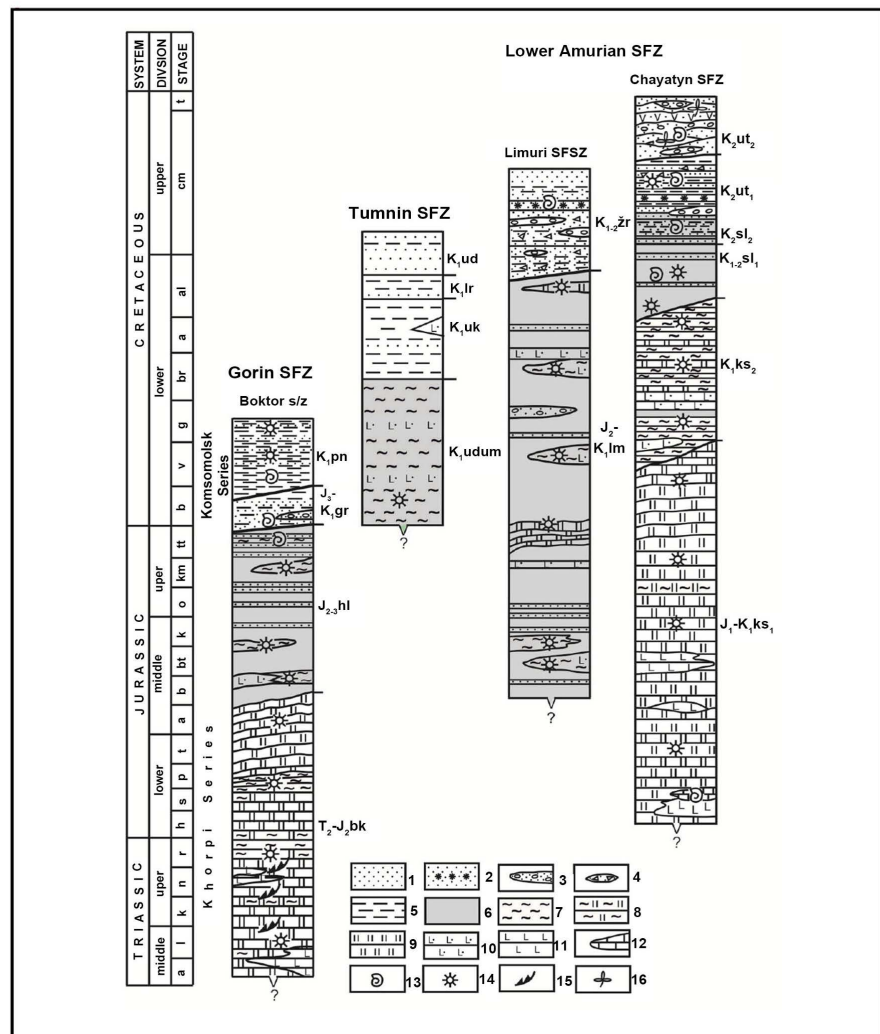 SYSTEM
DIVSION
STAGE
CRETACEOUS
upper
lower
t
cm
al
a
br
g
v
b
JURASSIC
uper
middle
lower
tt
km
o
k
bt
b
a
t
p
s
h
TRIASSIC
upper
middle
r
n
k
l
a
Gorin SFZ
Boktor s/z
Komsomolsk
Series
Khorpi Series
K₁pn
J₃-
K₁gr
J₂₋₃hl
T₂-J₂bk
?
Tumnin SFZ
K₁ud
K₁lr
K₁uk
K₁udum
?
Lower Amurian SFZ
Limuri SFSZ
K₁₋₂žr
J₂-
K₁lm
?
Chayatyn SFZ
K₂ut₂
K₂ut₁
K₂sl₂
K₁₋₂sl₁
K₁ks₂
J₁-K₁ks₁
?
1 2 3 4
5 6 7 8
9 10 11 12
13 14 15 16